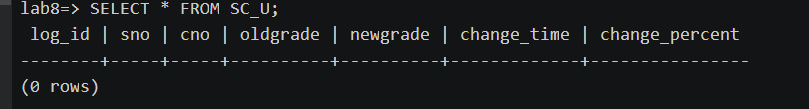 lab8=> SELECT * FROM SC_U;
 log_id | sno | cno | oldgrade | newgrade | change_time | change_percent
--------+-----+-----+----------+----------+-------------+----------------
(0 rows)